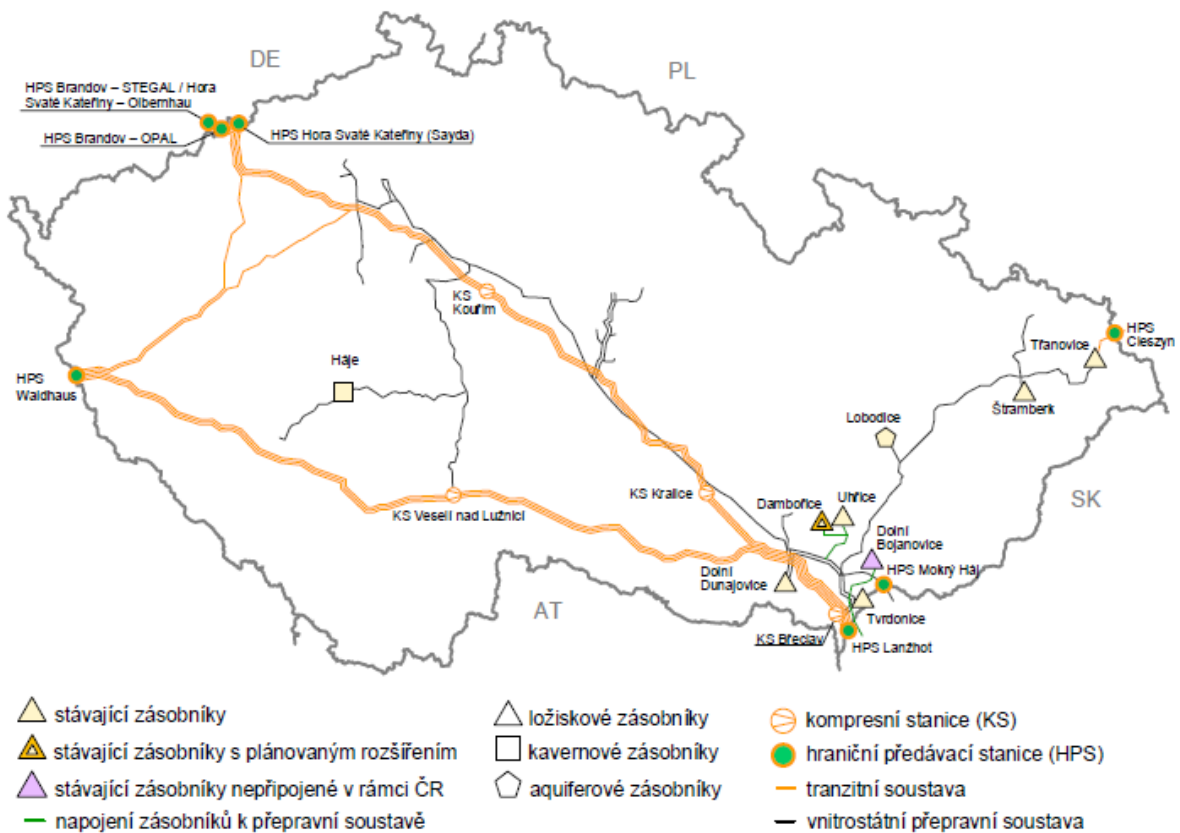 DE
PL
HPS Brandov – STEGAL / Hora
Svaté Kateřiny – Olbernhau
HPS Brandov – OPAL
HPS Hora Svaté Kateřiny (Sayda)
KS
Kouřim
HPS
Cieszyn
Třanovice
Háje
HPS
Waldhaus
Štramberk
Lobodice
KS Kralice
Dambořice
Uhřice
SK
KS Veselí nad Lužnicí
Dolní
Bojanovice
Dolní
Dunajovice
HPS Mokrý Háj
AT
Tvrdonice
KS Břeclav
HPS Lanžhot
stávající zásobníky
ložiskové zásobníky
kompresní stanice (KS)
stávající zásobníky s plánovaným rozšířením
kavernové zásobníky
hraniční předávací stanice (HPS)
stávající zásobníky nepřipojené v rámci ČR
aquiferové zásobníky
tranzitní soustava
napojení zásobníků k přepravní soustavě
vnitrostátní přepravní soustava